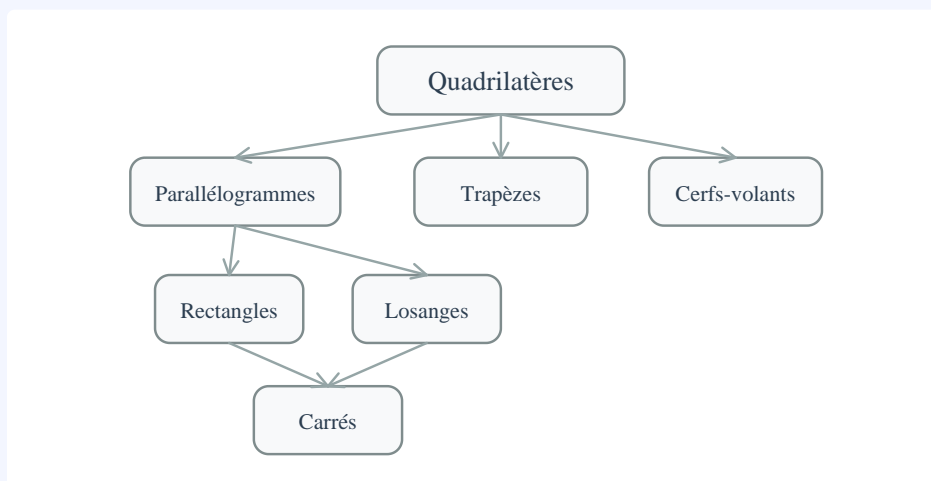 Quadrilatères
Parallélogrammes
Trapèzes
Cerfs-volants
Rectangles
Losanges
Carrés